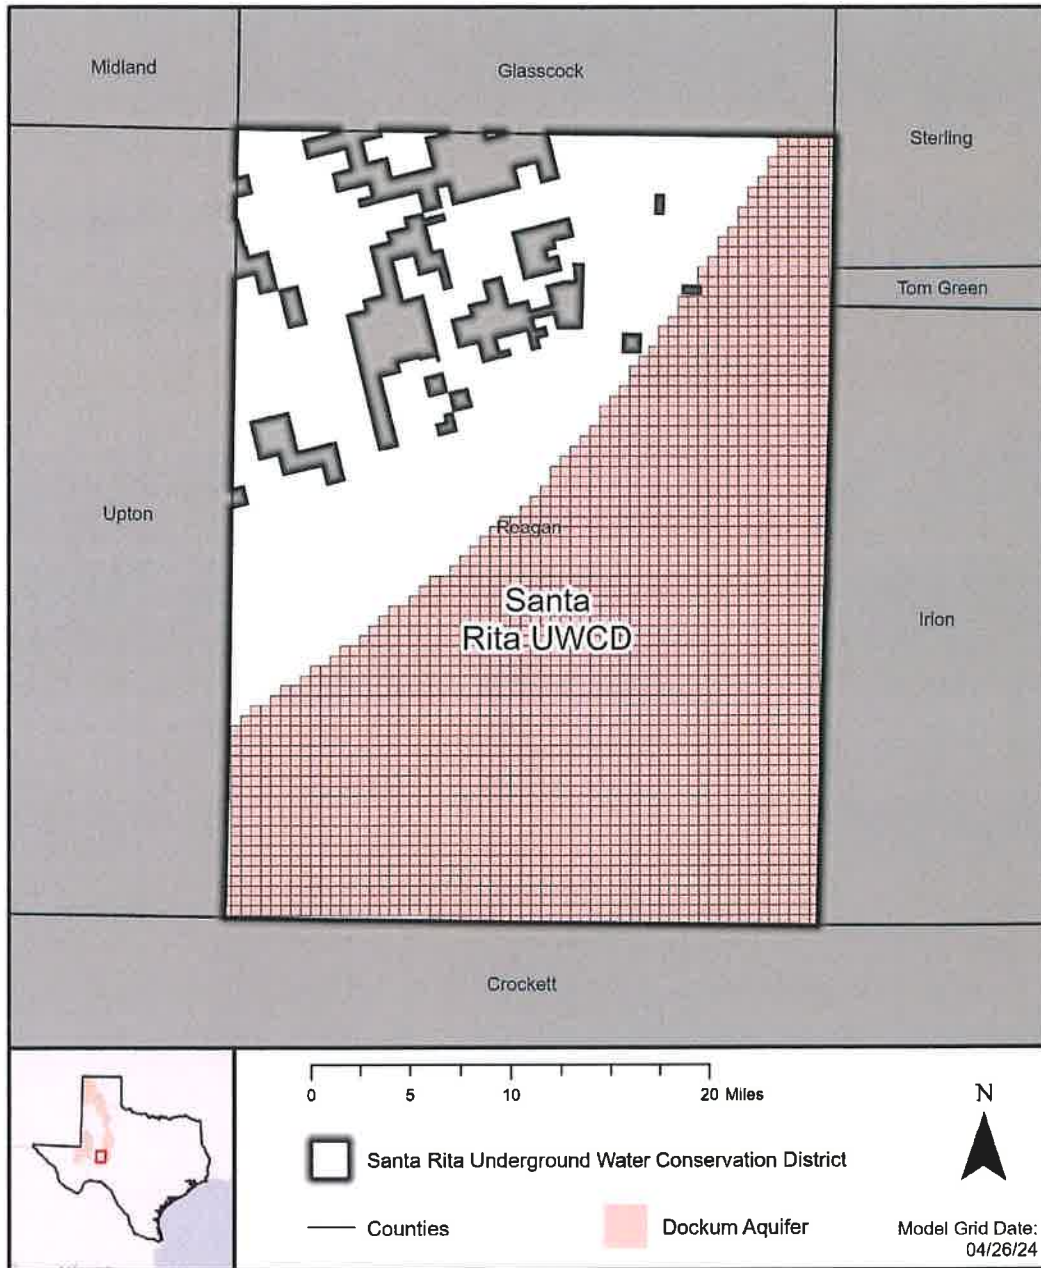 Midland
Glasscock
Sterling
Tom Green
Upton
Reagan
Santa
Rita UWCD
Irion
Crockett
0 5 10 20 Miles
N
Santa Rita Underground Water Conservation District
Counties
Dockum Aquifer
Model Grid Date:
04/26/24